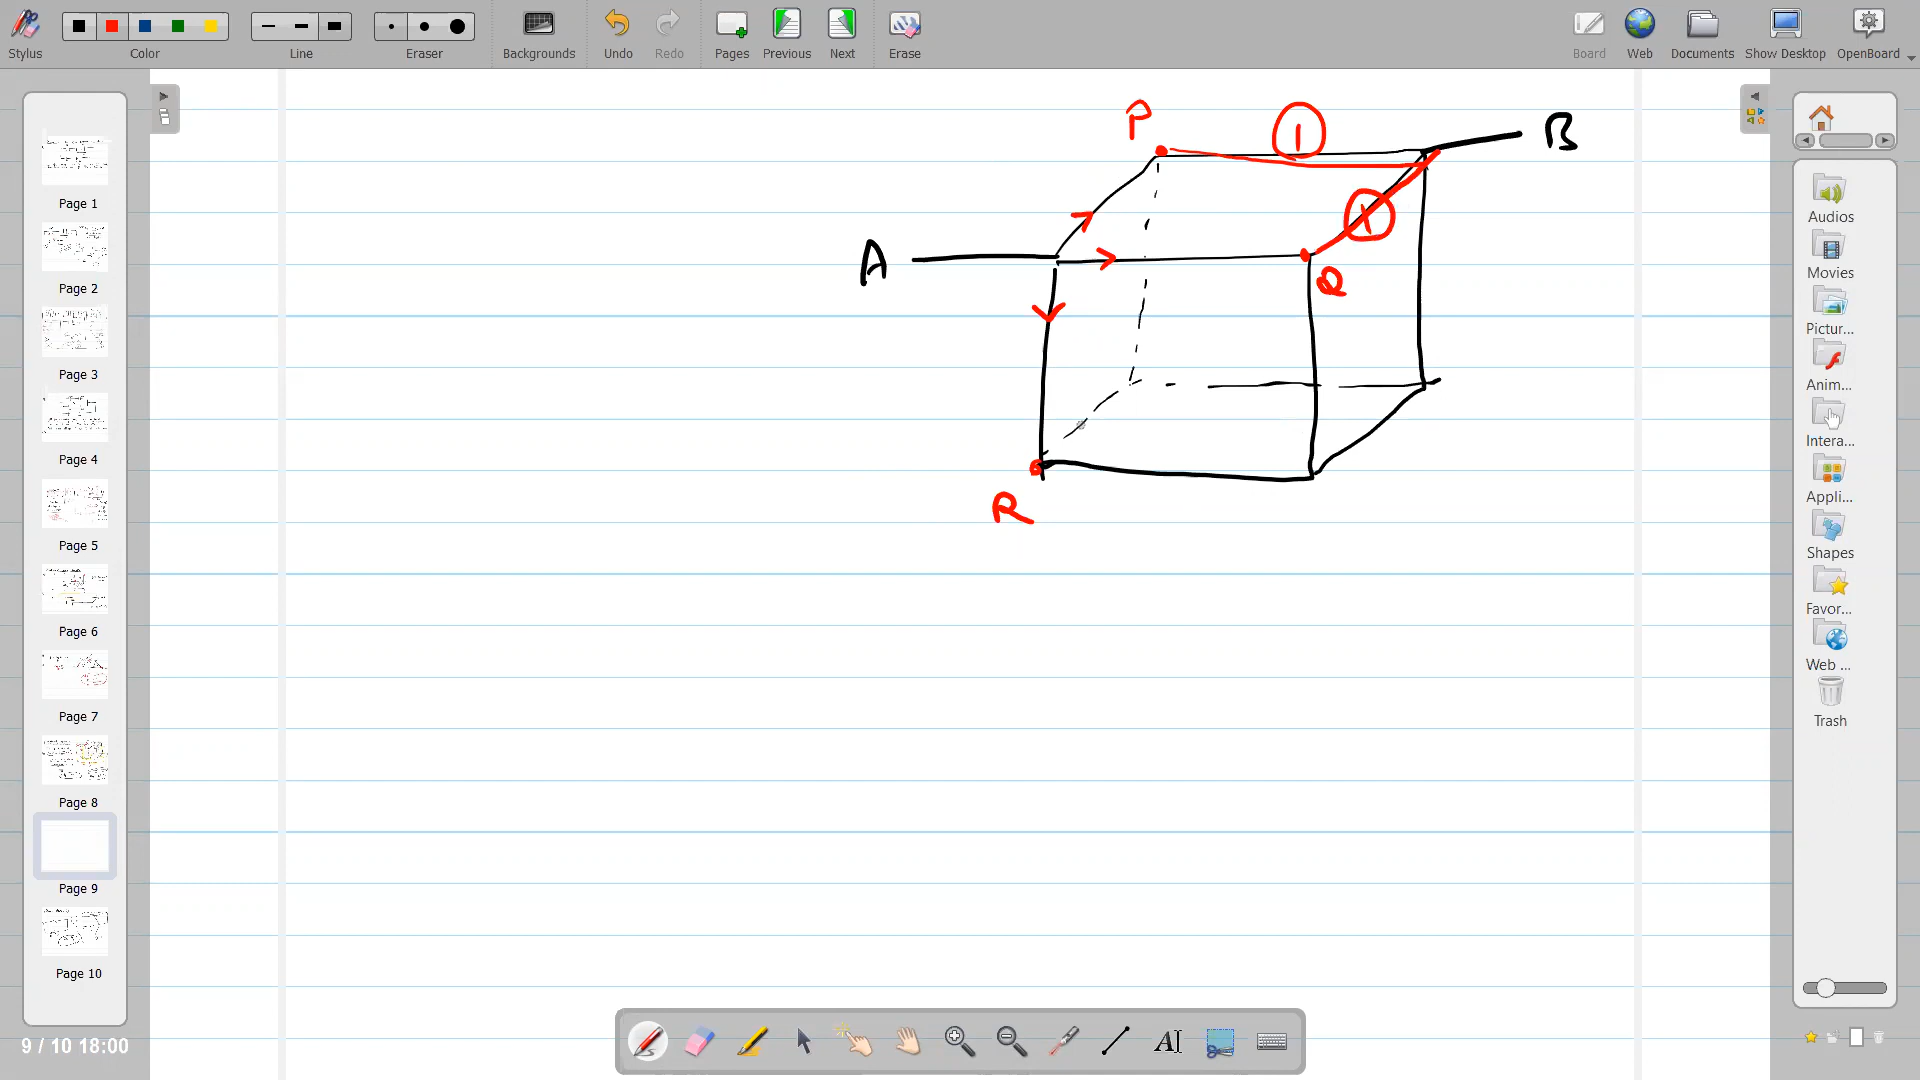 Stylus
Color
Line
Eraser
Backgrounds
Undo
Redo
Pages
Previous
Next
Erase
Board
Web
Documents
Show Desktop
OpenBoard
Page 1
Page 2
Page 3
Page 4
Page 5
Page 6
Page 7
Page 8
Page 9
Page 10
9 / 10 18:00
P
1
B
A
1
Q
R
Audios
Movies
Pictur...
Anim...
Intera...
Appli...
Shapes
Favor...
Web ...
Trash